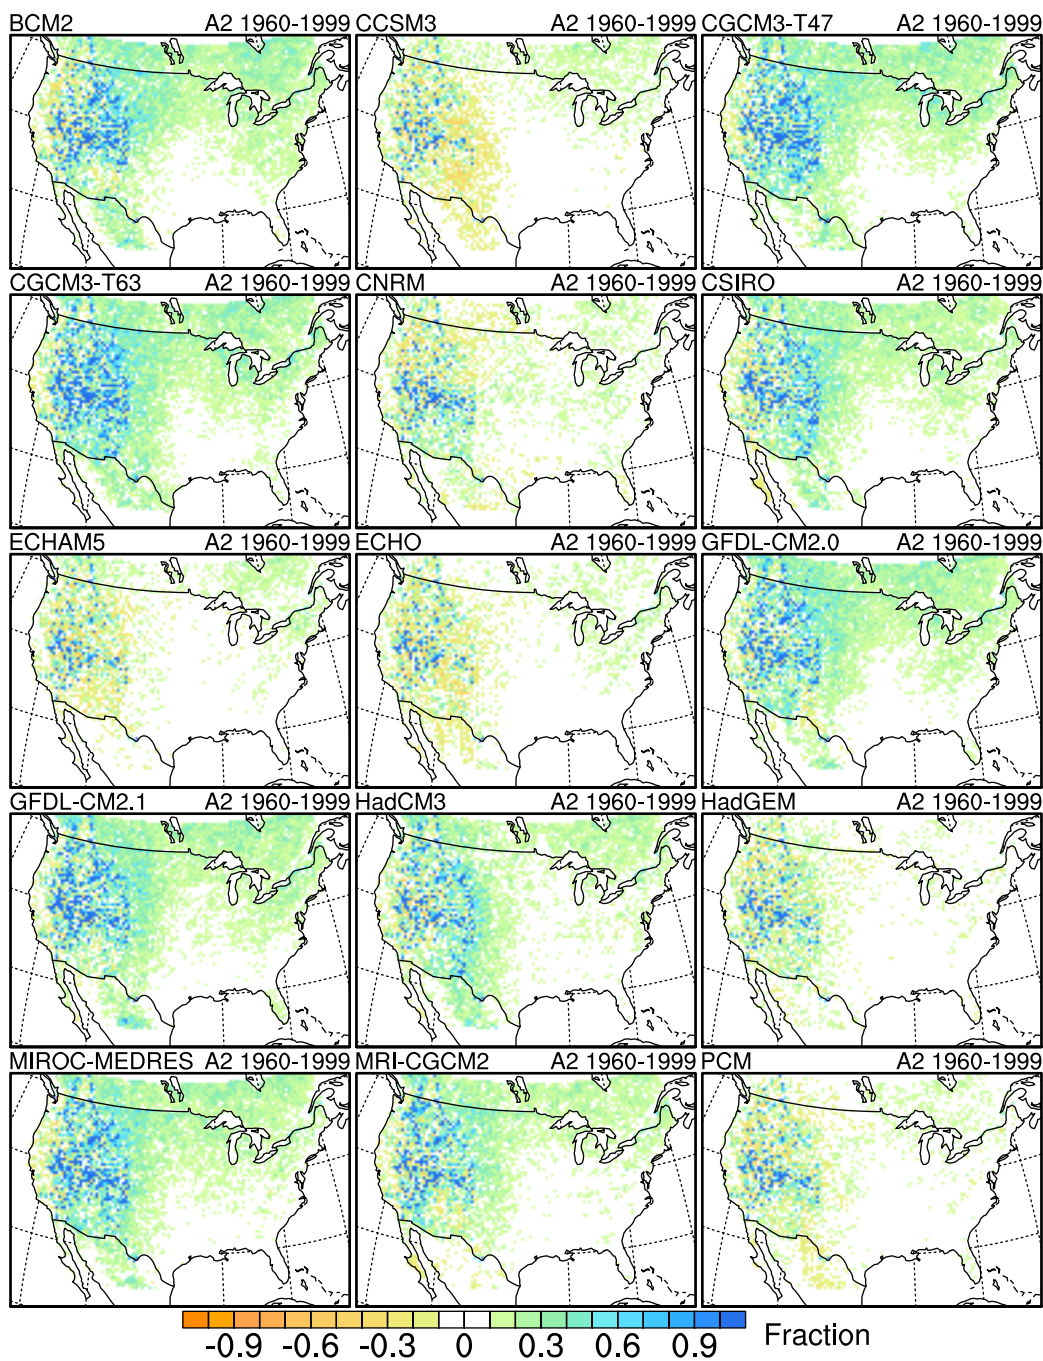 BCM2 A2 1960-1999 CCSM3 A2 1960-1999 CGCM3-T47 A2 1960-1999
CGCM3-T63 A2 1960-1999 CNRM A2 1960-1999 CSIRO A2 1960-1999
ECHAM5 A2 1960-1999 ECHO A2 1960-1999 GFDL-CM2.0 A2 1960-1999
GFDL-CM2.1 A2 1960-1999 HadCM3 A2 1960-1999 HadGEM A2 1960-1999
MIROC-MEDRES A2 1960-1999 MRI-CGCM2 A2 1960-1999 PCM A2 1960-1999
-0.9 -0.6 -0.3 0 0.3 0.6 0.9 Fraction